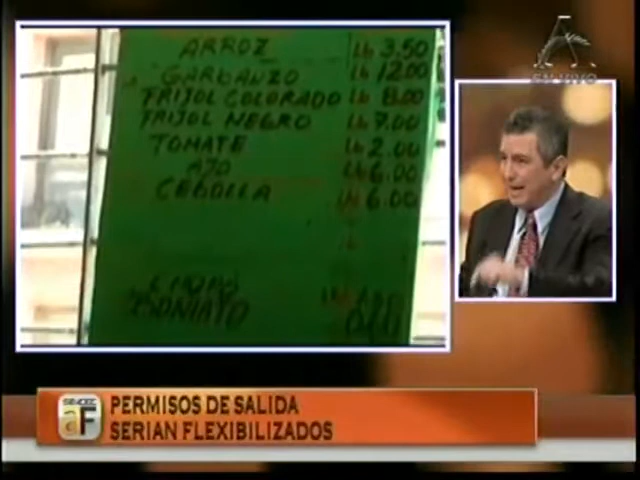 ARROZ Lb 3.50
GARBANZO Lb 12.00
FRIJOL COLORADO Lb 8.00
FRIJOL NEGRO Lb 7.00
TOMATE Lb 2.00
AJO Lb 6.00
CEBOLLA Lb 6.00
BONIATO
EN VIVO
aF
PERMISOS DE SALIDA
SERIAN FLEXIBILIZADOS